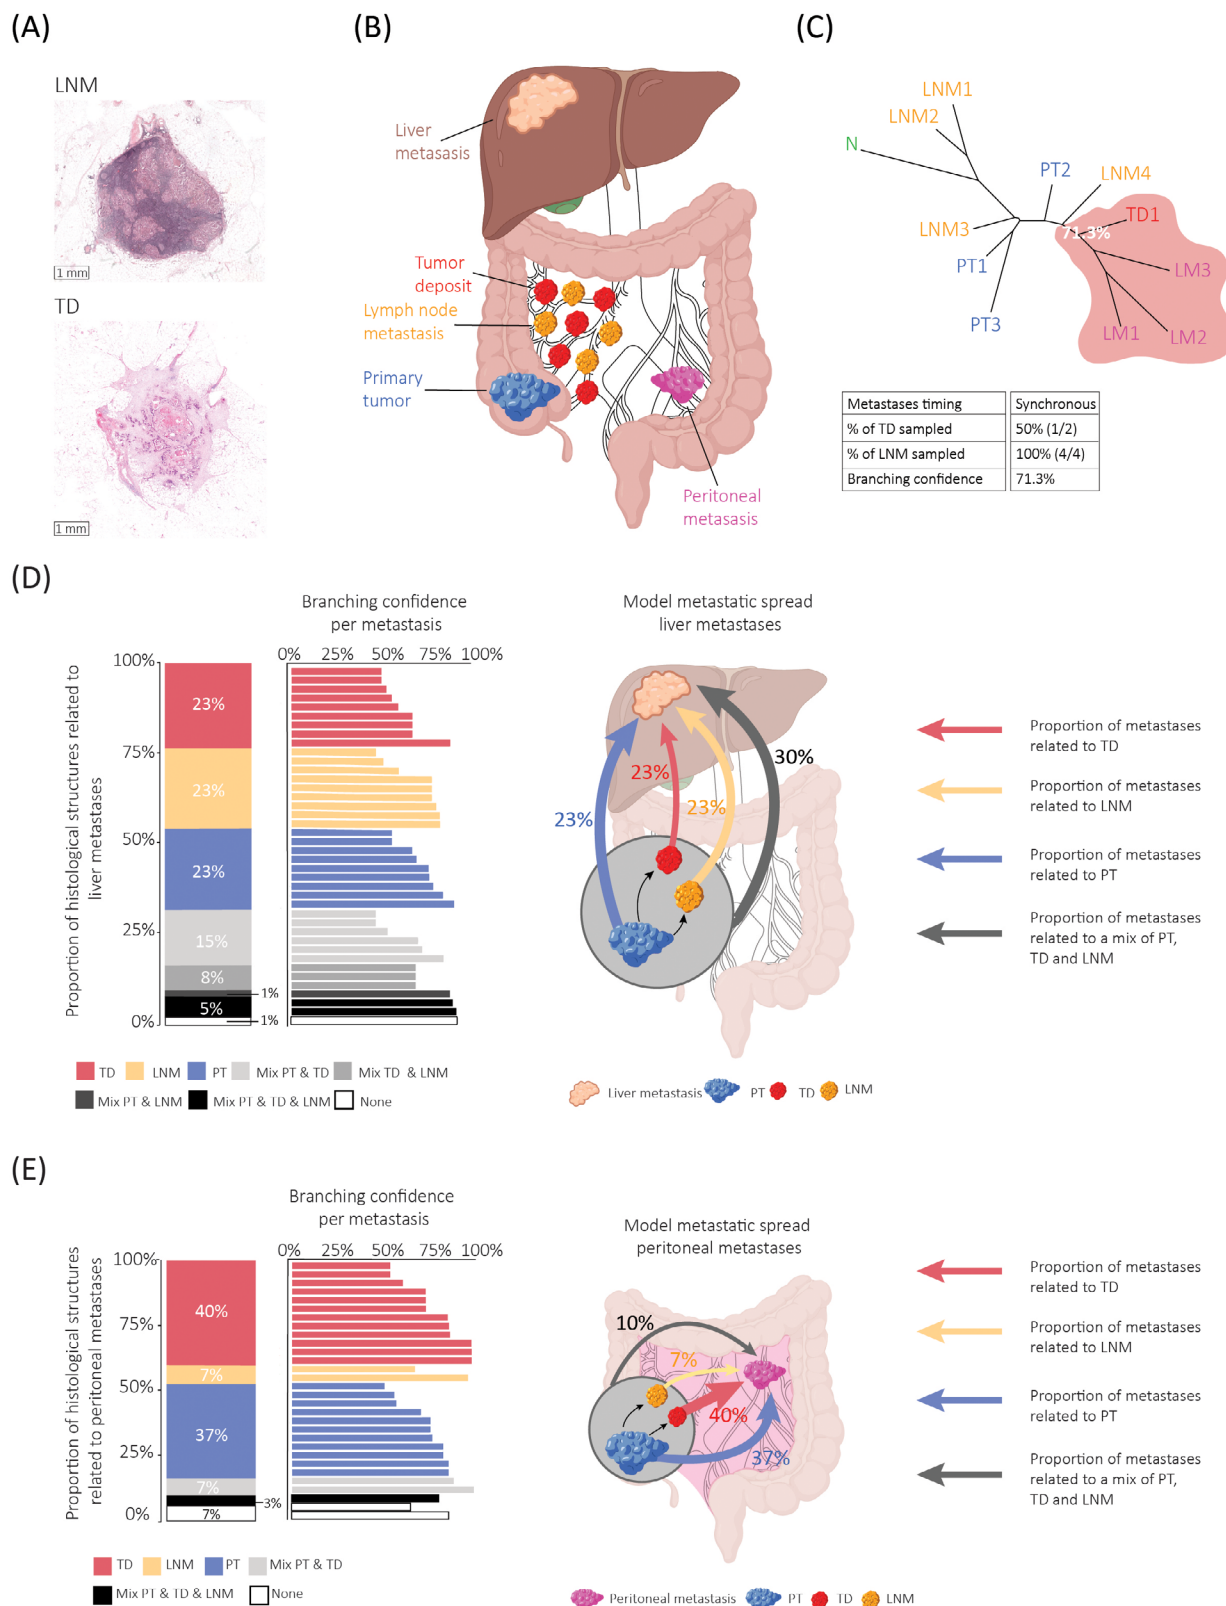 (A)
(B)
(C)
LNM
1 mm
TD
1 mm
Liver
metasasis
Tumor
deposit
Lymph node
metastasis
Primary
tumor
Peritoneal
metasasis
LNM1
LNM2
N
PT2
LNM4
TD1
71.3%
LNM3
PT1
LM3
PT3
LM1
LM2
Metastases timing Synchronous
% of TD sampled 50% (1/2)
% of LNM sampled 100% (4/4)
Branching confidence 71.3%
(D)
Branching confidence
per metastasis
0% 25% 50% 75% 100%
Proportion of histological structures related to
liver metastases
100%
75%
50%
25%
0%
23%
23%
23%
15%
8%
1%
5%
1%
TD LNM PT Mix PT & TD Mix TD & LNM
Mix PT & LNM Mix PT & TD & LNM None
Model metastatic spread
liver metastases
30%
23%
23%
23%
Liver metastasis PT TD LNM
Proportion of metastases
related to TD
Proportion of metastases
related to LNM
Proportion of metastases
related to PT
Proportion of metastases
related to a mix of PT,
TD and LNM
(E)
Branching confidence
per metastasis
0% 25% 50% 75% 100%
Proportion of histological structures
related to peritoneal metastases
100%
75%
50%
25%
0%
40%
7%
37%
7%
3%
7%
TD LNM PT Mix PT & TD
Mix PT & TD & LNM None
Model metastatic spread
peritoneal metastases
10%
7%
40%
37%
Peritoneal metastasis PT TD LNM
Proportion of metastases
related to TD
Proportion of metastases
related to LNM
Proportion of metastases
related to PT
Proportion of metastases
related to a mix of PT,
TD and LNM